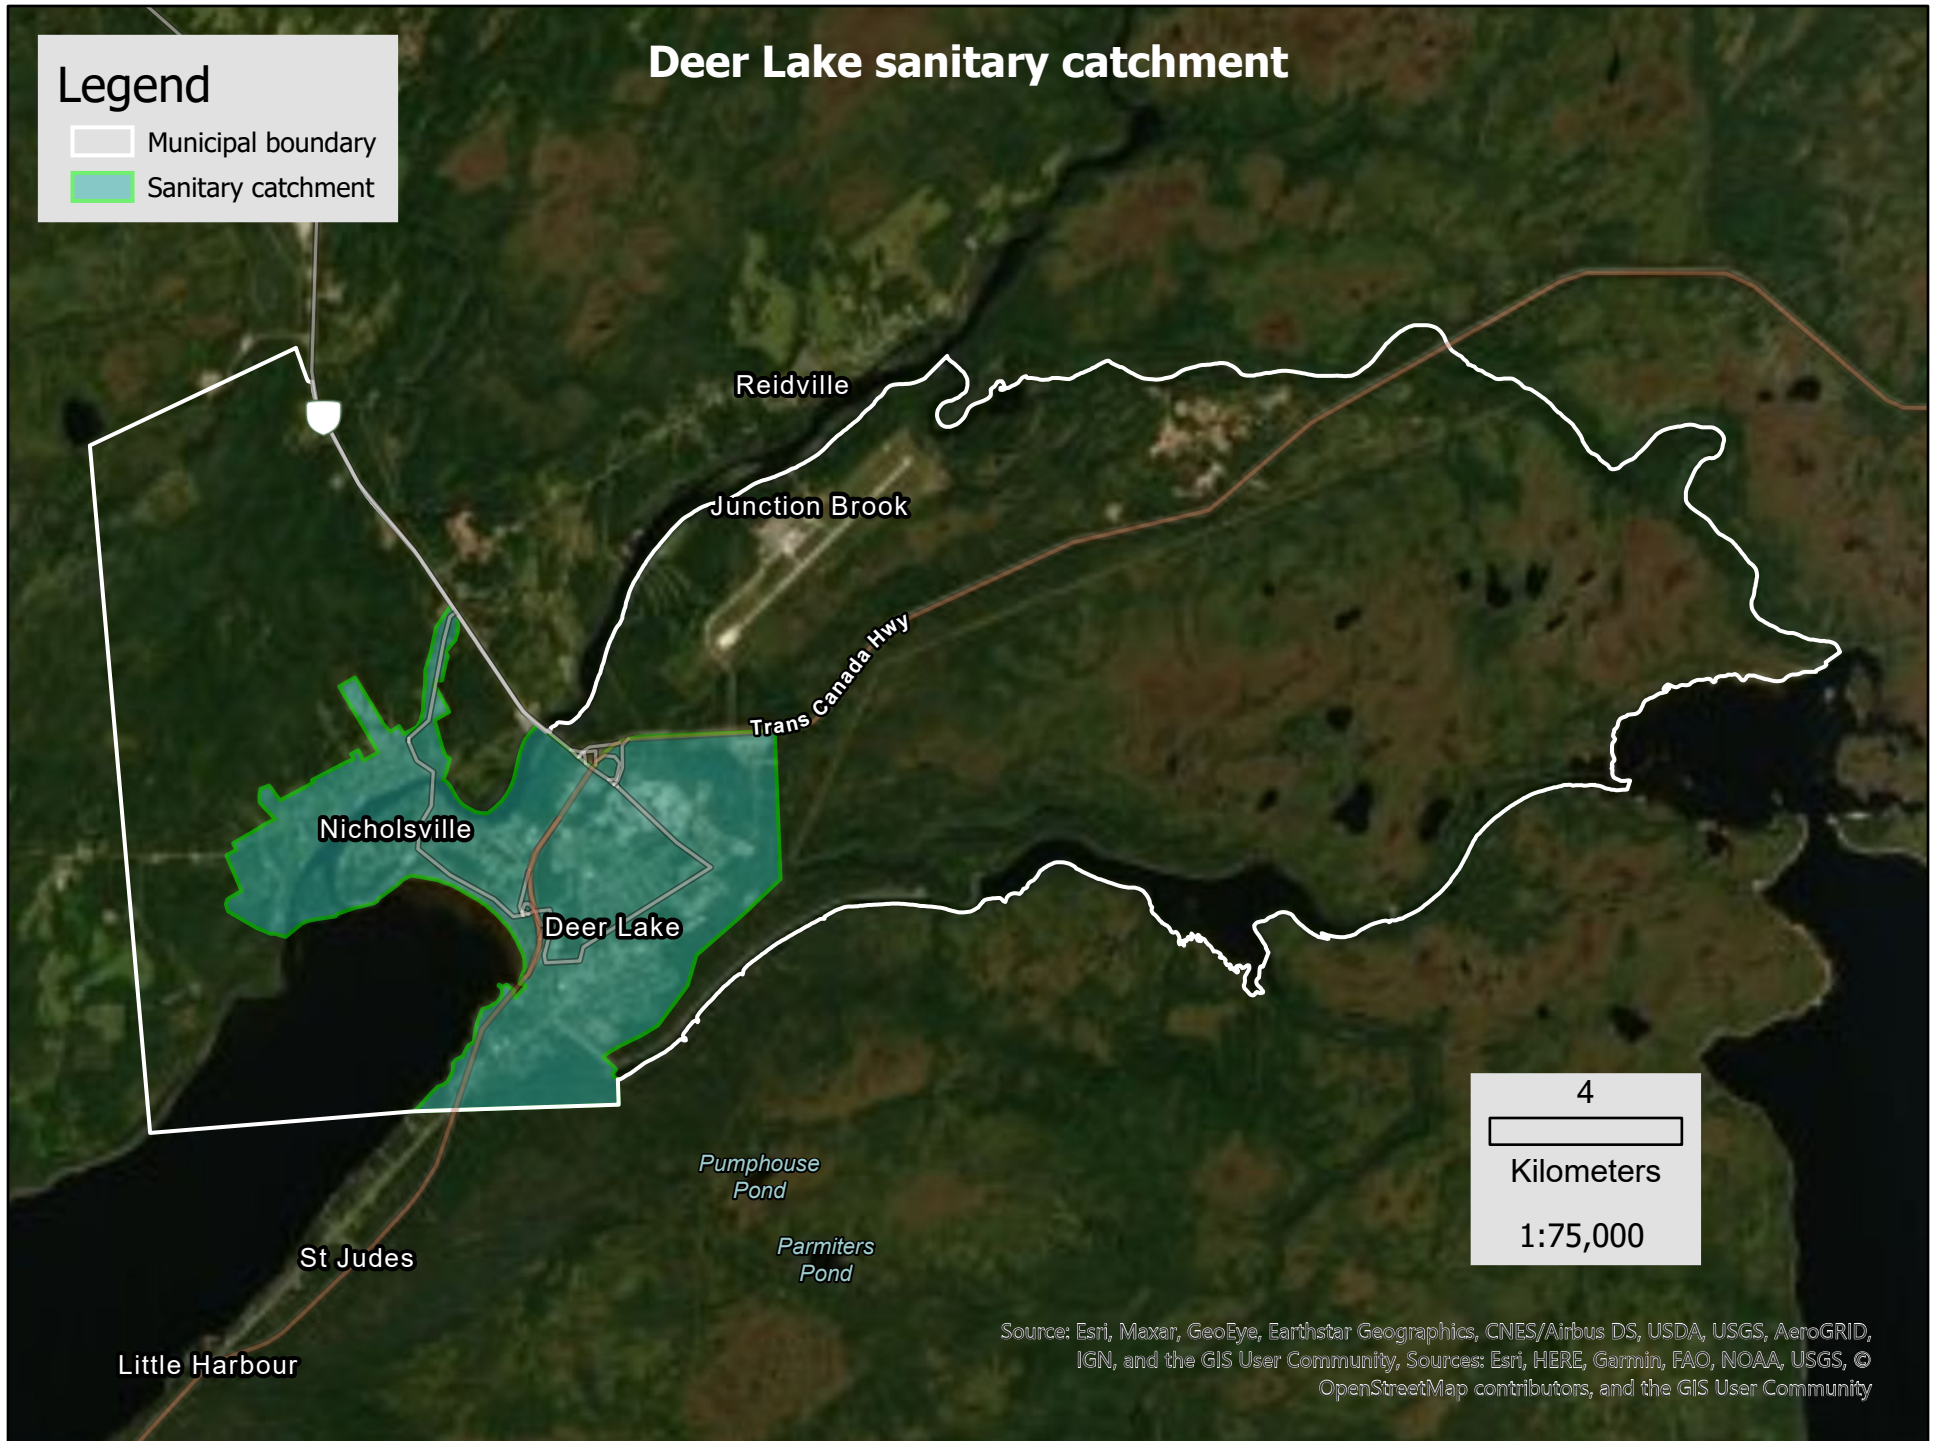 Deer Lake sanitary catchment
Legend
Municipal boundary
Sanitary catchment
Reidville
Junction Brook
Trans Canada Hwy
Nicholsville
Deer Lake
Pumphouse
Pond
Parmiters
Pond
St Judes
Little Harbour
4
Kilometers
1:75,000
Source: Esri, Maxar, GeoEye, Earthstar Geographics, CNES/Airbus DS, USDA, USGS, AeroGRID,
IGN, and the GIS User Community, Sources: Esri, HERE, Garmin, FAO, NOAA, USGS, ©
OpenStreetMap contributors, and the GIS User Community